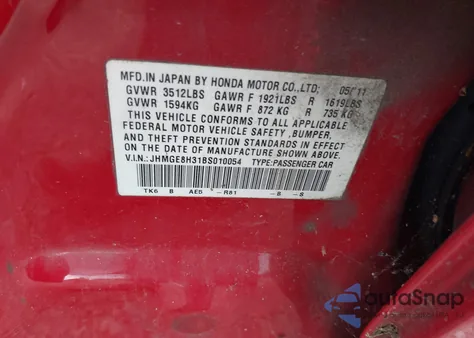 MFD.IN JAPAN BY HONDA MOTOR CO.,LTD: 05/11
GVWR 3512LBS GAWR F 1921LBS R 1619LBS
GVWR 1594KG GAWR F 872 KG R 735 KG
THIS VEHICLE CONFORMS TO ALL APPLICABLE
FEDERAL MOTOR VEHICLE SAFETY ,BUMPER,
AND THEFT PREVENTION STANDARDS IN EFFECT
ON THE DATE OF MANUFACTURE SHOWN ABOVE.
V.I.N.:JHMGE8H31BS010054 TYPE:PASSENGER CAR
TK6 B AE5 -R81 -B -S
AutoSnap